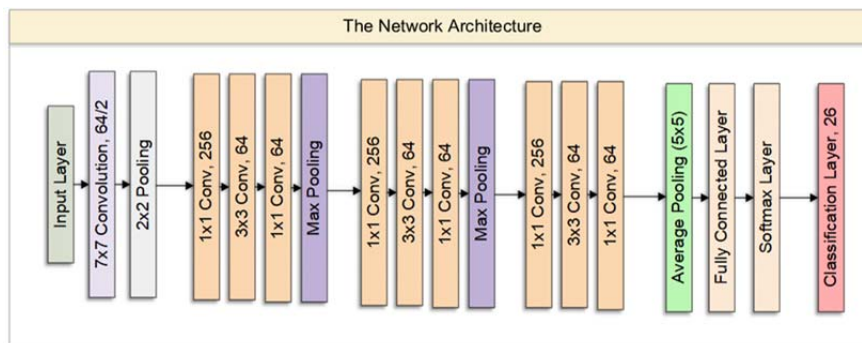 The Network Architecture
Input Layer
7x7 Convolution, 64/2
2x2 Pooling
1x1 Conv, 256
3x3 Conv, 64
1x1 Conv, 64
Max Pooling
1x1 Conv, 256
3x3 Conv, 64
1x1 Conv, 64
Max Pooling
1x1 Conv, 256
3x3 Conv, 64
1x1 Conv, 64
Average Pooling (5x5)
Fully Connected Layer
Softmax Layer
Classification Layer, 26